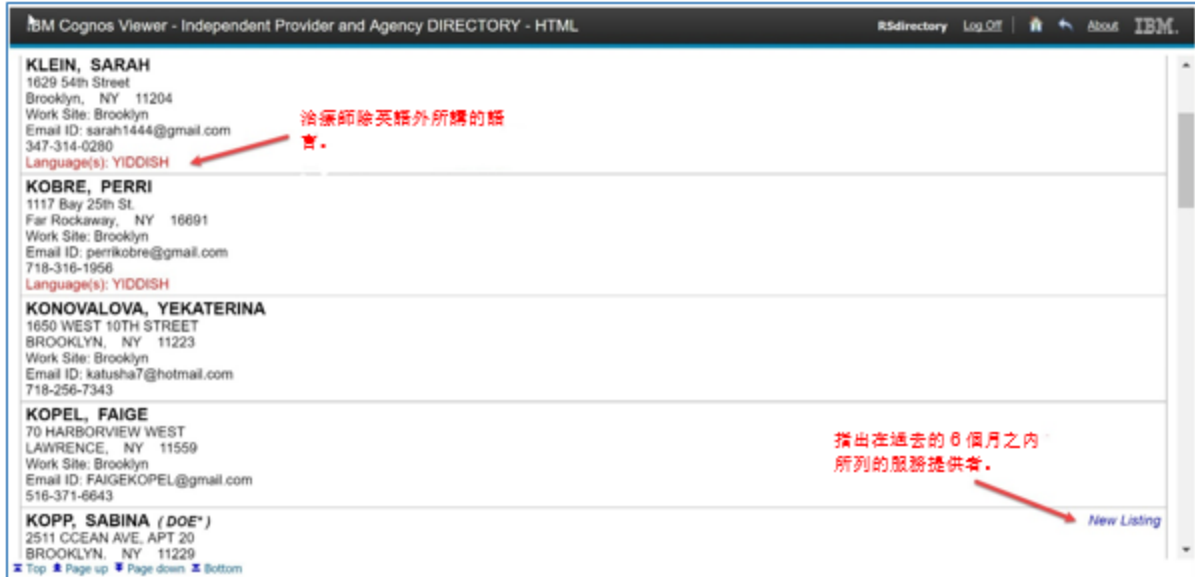 IBM Cognos Viewer - Independent Provider and Agency DIRECTORY - HTML RSdirectory Log Off About IBM.
KLEIN, SARAH
1629 54th Street
Brooklyn, NY 11204
Work Site: Brooklyn
Email ID: sarah1444@gmail.com
347-314-0280
Language(s): YIDDISH
治療師除英語外所講的語
言。
KOBRE, PERRI
1117 Bay 25th St.
Far Rockaway, NY 16691
Work Site: Brooklyn
Email ID: perrikobre@gmail.com
718-316-1956
Language(s): YIDDISH
KONOVALOVA, YEKATERINA
1650 WEST 10TH STREET
BROOKLYN, NY 11223
Work Site: Brooklyn
Email ID: katusha7@hotmail.com
718-256-7343
KOPEL, FAIGE
70 HARBORVIEW WEST
LAWRENCE, NY 11559
Work Site: Brooklyn
Email ID: FAIGEKOPEL@gmail.com
516-371-6643
指出在過去的 6 個月之內
所列的服務提供者。
KOPP, SABINA (DOE*) New Listing
2511 CCEAN AVE, APT 20
BROOKLYN, NY 11229
Top Page up Page down Bottom